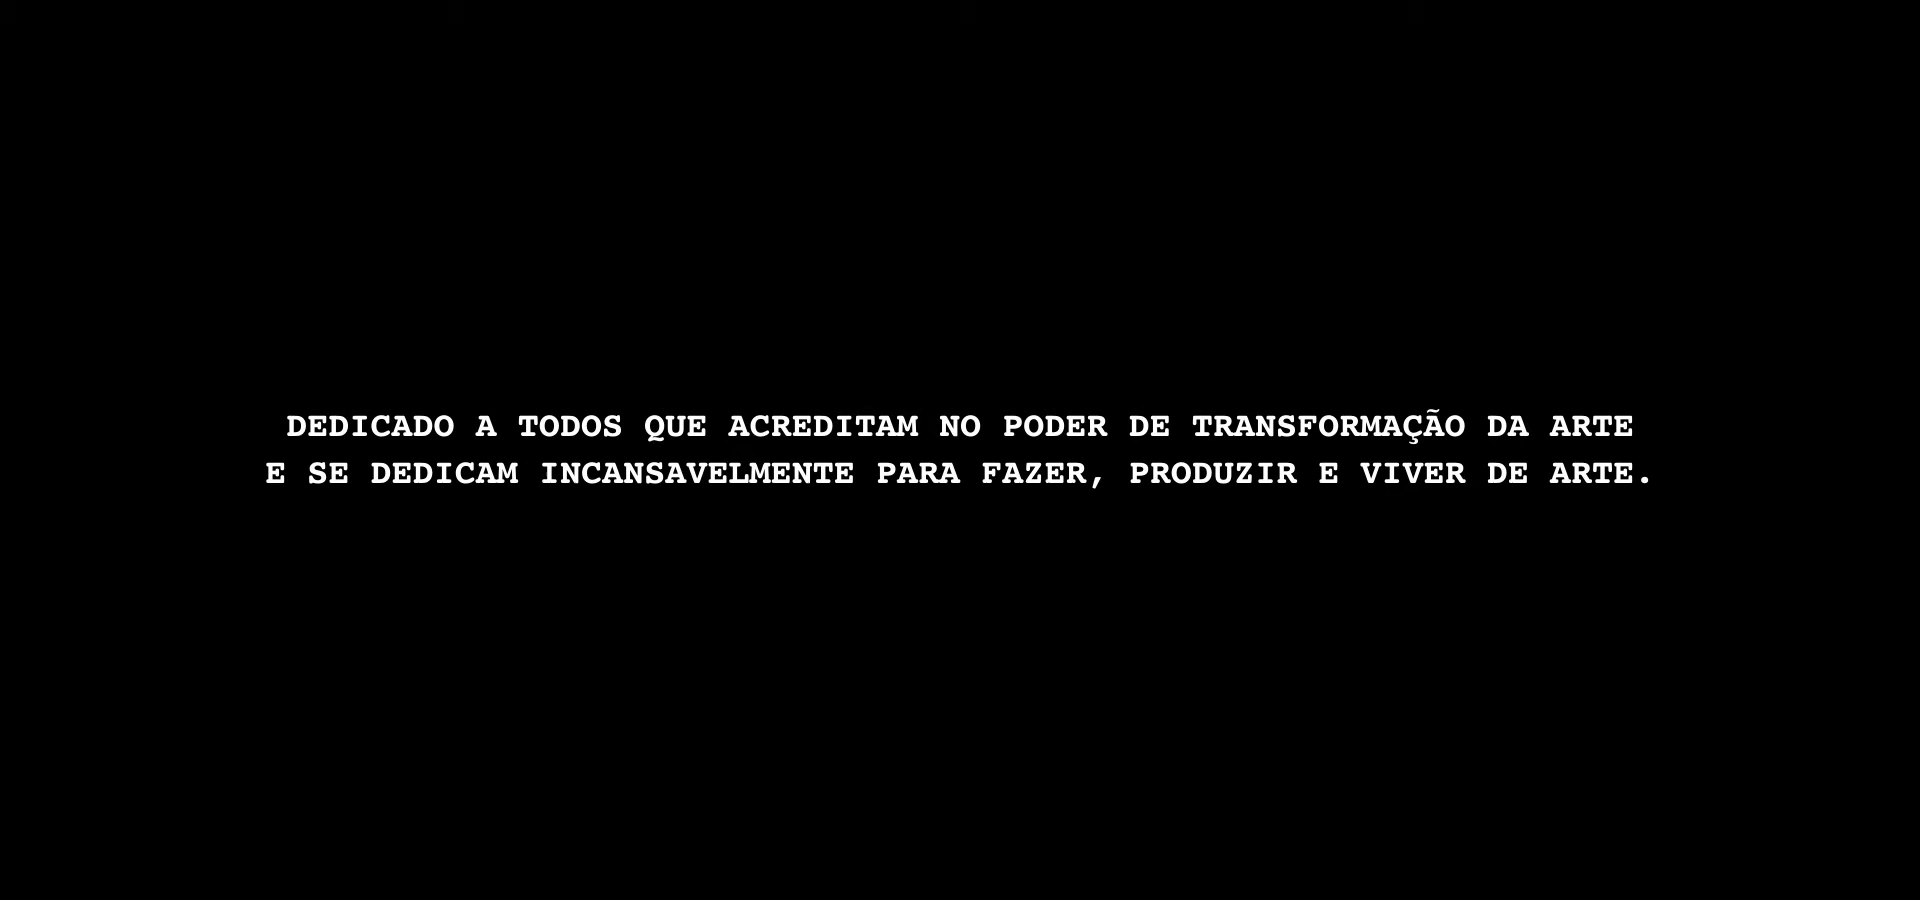 DEDICADO A TODOS QUE ACREDITAM NO PODER DE TRANSFORMAÇÃO DA ARTE
E SE DEDICAM INCANSAVELMENTE PARA FAZER, PRODUZIR E VIVER DE ARTE.